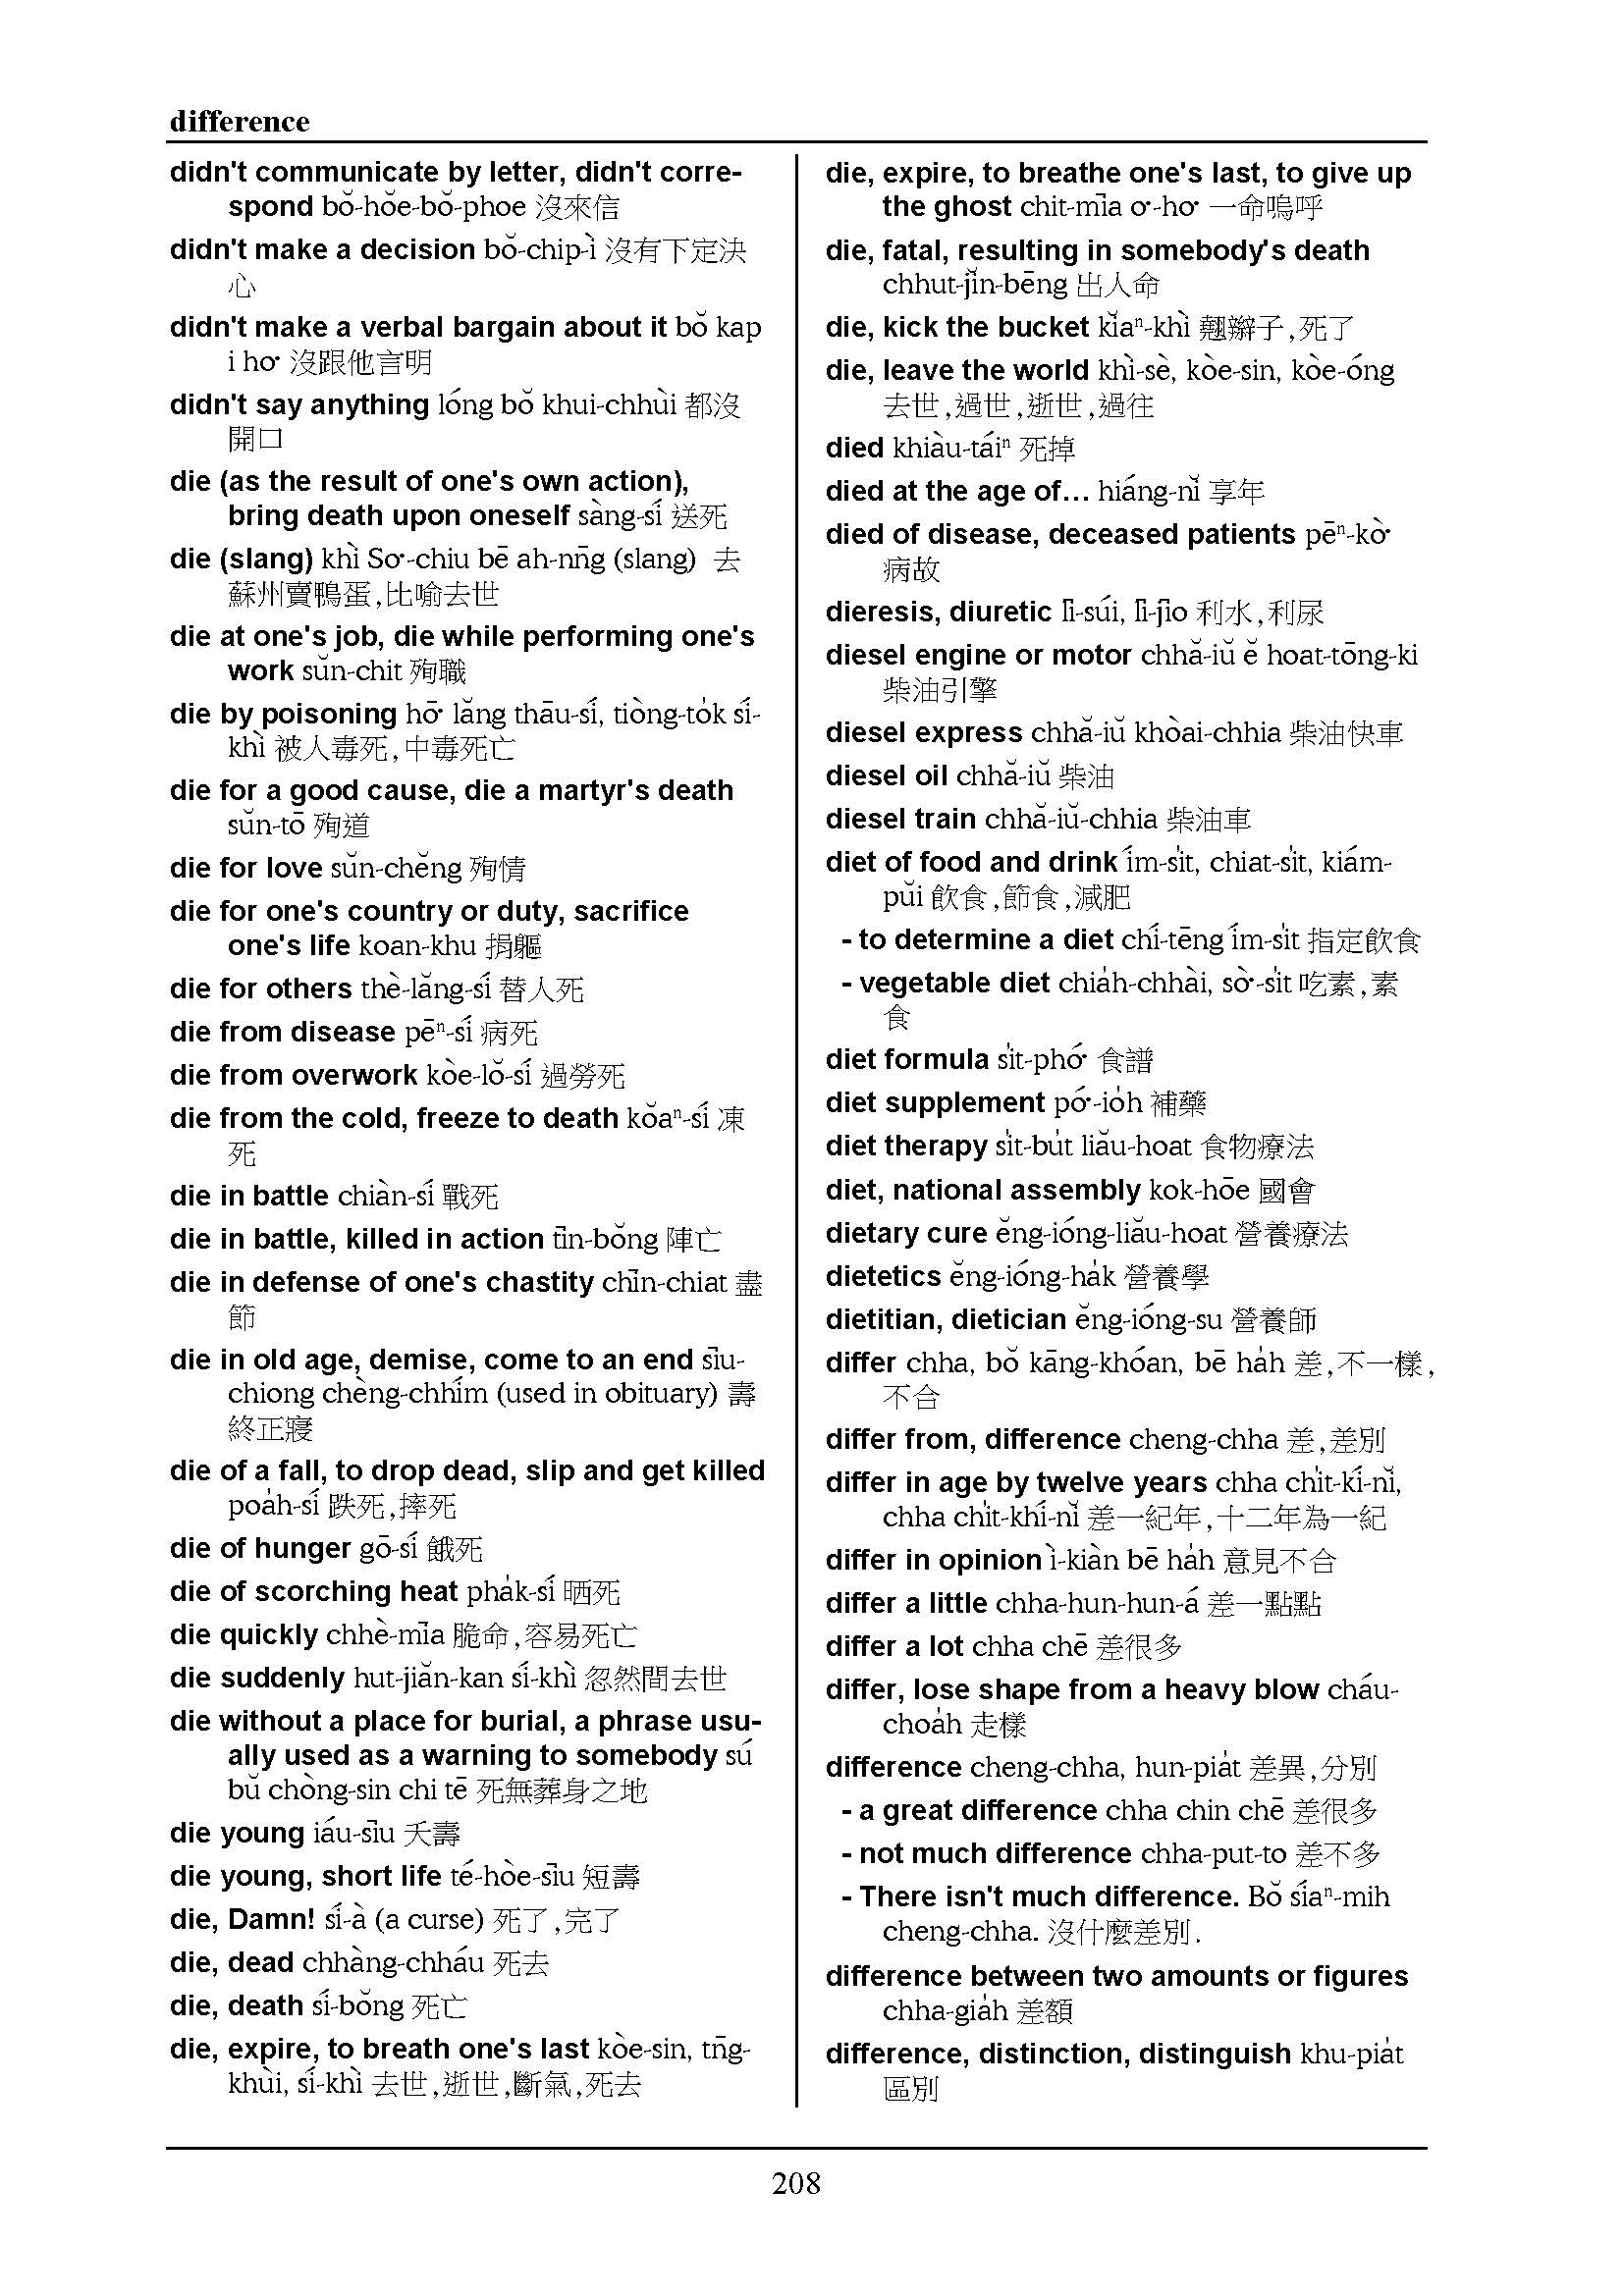 difference
didn't communicate by letter, didn't corre-
spond bŏ-hŏe-bŏ-phoe 沒來信
didn't make a decision bŏ-chip-ì 沒有下定決
心
didn't make a verbal bargain about it bŏ kap
i ho͘ 沒跟他言明
didn't say anything lóng bŏ khui-chhùi 都沒
開口
die (as the result of one's own action),
bring death upon oneself sàng-sí 送死
die (slang) khì So͘-chiu bē ah-nn̄g (slang) 去
蘇州賣鴨蛋,比喻去世
die at one's job, die while performing one's
work sŭn-chit 殉職
die by poisoning hō͘ lăng thāu-sí, tiòng-to̍k sí-
khì 被人毒死,中毒死亡
die for a good cause, die a martyr's death
sŭn-tō 殉道
die for love sŭn-chĕng 殉情
die for one's country or duty, sacrifice
one's life koan-khu 捐軀
die for others thè-lăng-sí 替人死
die from disease pēⁿ-sí 病死
die from overwork kòe-lŏ-sí 過勞死
die from the cold, freeze to death kŏaⁿ-sí 凍
死
die in battle chiàn-sí 戰死
die in battle, killed in action tīn-bŏng 陣亡
die in defense of one's chastity chīn-chiat 盡
節
die in old age, demise, come to an end sīu-
chiong chèng-chhím (used in obituary) 壽
終正寢
die of a fall, to drop dead, slip and get killed
poa̍h-sí 跌死,摔死
die of hunger gō-sí 餓死
die of scorching heat pha̍k-sí 晒死
die quickly chhè-mīa 脆命,容易死亡
die suddenly hut-jiăn-kan sí-khì 忽然間去世
die without a place for burial, a phrase usu-
ally used as a warning to somebody sú
bŭ chòng-sin chi tē 死無葬身之地
die young iáu-sīu 夭壽
die young, short life té-hòe-sīu 短壽
die, Damn! sí-à (a curse) 死了,完了
die, dead chhàng-chháu 死去
die, death sí-bŏng 死亡
die, expire, to breath one's last kòe-sin, tn̄g-
khùi, sí-khì 去世,逝世,斷氣,死去
die, expire, to breathe one's last, to give up
the ghost chit-mīa o͘-ho͘ 一命嗚呼
die, fatal, resulting in somebody's death
chhut-jĭn-bēng 出人命
die, kick the bucket kĭaⁿ-khì 翹辮子,死了
die, leave the world khì-sè, kòe-sin, kòe-óng
去世,過世,逝世,過往
died khiàu-táiⁿ 死掉
died at the age of... hiáng-nĭ 享年
died of disease, deceased patients pēⁿ-kò͘
病故
dieresis, diuretic lī-súi, lī-jīo 利水,利尿
diesel engine or motor chhă-iŭ ĕ hoat-tōng-ki
柴油引擎
diesel express chhă-iŭ khòai-chhia 柴油快車
diesel oil chhă-iŭ 柴油
diesel train chhă-iŭ-chhia 柴油車
diet of food and drink ím-si̍t, chiat-si̍t, kiám-
pŭi 飲食,節食,減肥
- to determine a diet chí-tēng ím-si̍t 指定飲食
- vegetable diet chia̍h-chhài, sò͘-si̍t 吃素,素
食
diet formula si̍t-phó͘ 食譜
diet supplement pó͘-io̍h 補藥
diet therapy si̍t-bu̍t liău-hoat 食物療法
diet, national assembly kok-hōe 國會
dietary cure ĕng-ióng-liău-hoat 營養療法
dietetics ĕng-ióng-ha̍k 營養學
dietitian, dietician ĕng-ióng-su 營養師
differ chha, bŏ kāng-khóan, bē ha̍h 差,不一樣,
不合
differ from, difference cheng-chha 差,差別
differ in age by twelve years chha chi̍t-kí-nĭ,
chha chi̍t-khí-nĭ 差一紀年,十二年為一紀
differ in opinion ì-kiàn bē ha̍h 意見不合
differ a little chha-hun-hun-á 差一點點
differ a lot chha chē 差很多
differ, lose shape from a heavy blow cháu-
choa̍h 走樣
difference cheng-chha, hun-pia̍t 差異,分別
- a great difference chha chin chē 差很多
- not much difference chha-put-to 差不多
- There isn't much difference. Bŏ síaⁿ-mih
cheng-chha. 沒什麼差別.
difference between two amounts or figures
chha-gia̍h 差額
difference, distinction, distinguish khu-pia̍t
區別
208